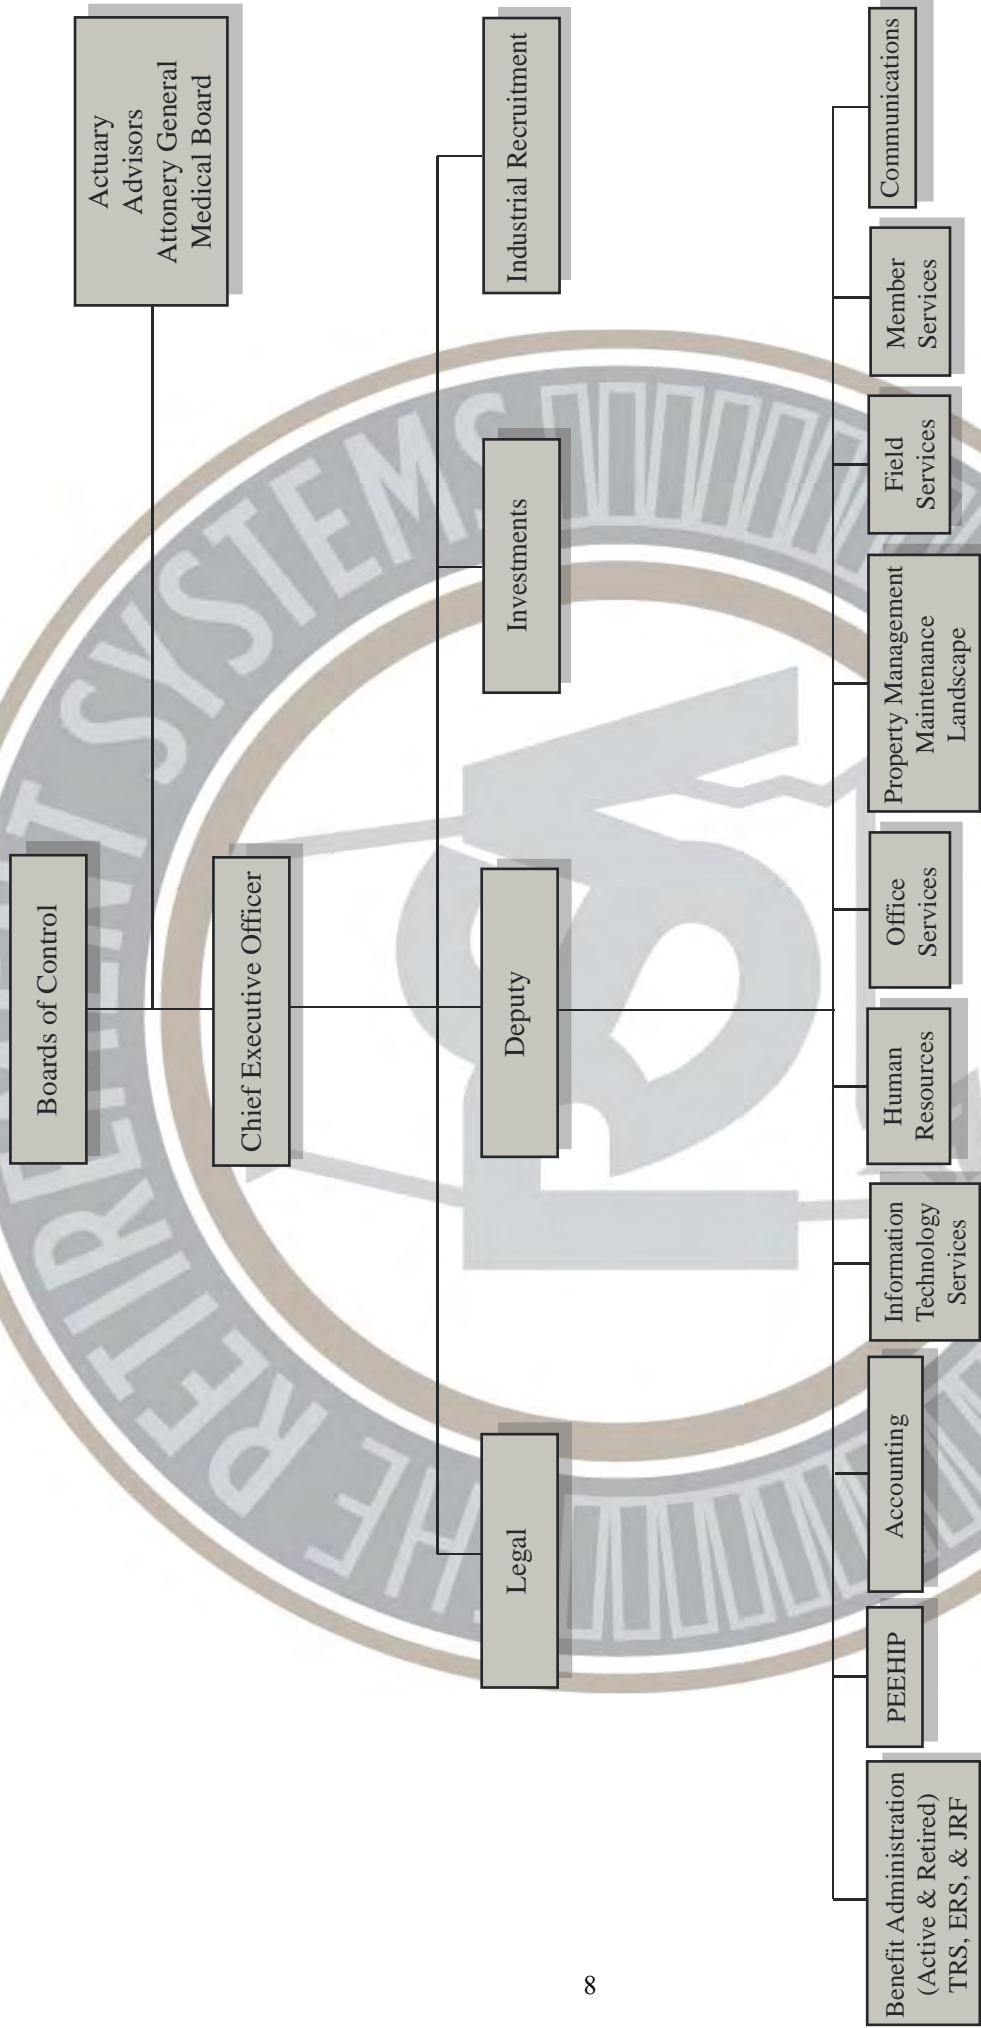 Boards of Control
Actuary
Advisors
Attonery General
Medical Board
Chief Executive Officer
Legal
Deputy
Investments
Industrial Recruitment
Benefit Administration
(Active & Retired)
TRS, ERS, & JRF
PEEHIP
Accounting
Information
Technology
Services
Human
Resources
Office
Services
Property Management
Maintenance
Landscape
Field
Services
Member
Services
Communications
8
HE RETIREMENT SYSTEMS
RSA